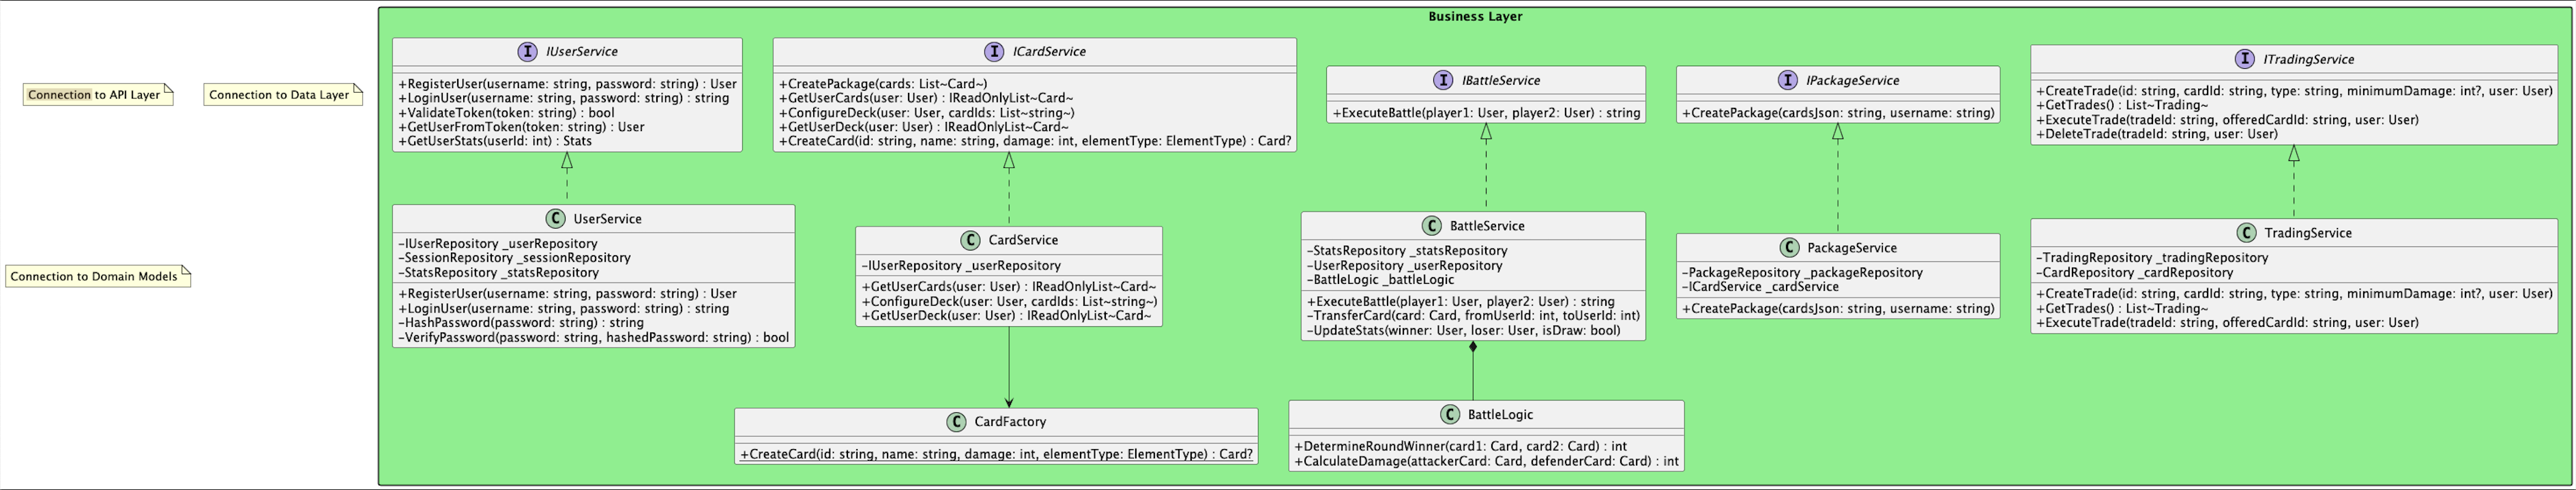 Business Layer
Connection to API Layer
Connection to Data Layer
Connection to Domain Models
I IUserService
+RegisterUser(username: string, password: string) : User
+LoginUser(username: string, password: string) : string
+ValidateToken(token: string) : bool
+GetUserFromToken(token: string) : User
+GetUserStats(userId: int) : Stats
I ICardService
+CreatePackage(cards: List~Card~)
+GetUserCards(user: User) : IReadOnlyList~Card~
+ConfigureDeck(user: User, cardIds: List~string~)
+GetUserDeck(user: User) : IReadOnlyList~Card~
+CreateCard(id: string, name: string, damage: int, elementType: ElementType) : Card?
I IBattleService
+ExecuteBattle(player1: User, player2: User) : string
I IPackageService
+CreatePackage(cardsJson: string, username: string)
I ITradingService
+CreateTrade(id: string, cardId: string, type: string, minimumDamage: int?, user: User)
+GetTrades() : List~Trading~
+ExecuteTrade(tradeId: string, offeredCardId: string, user: User)
+DeleteTrade(tradeId: string, user: User)
C UserService
-IUserRepository _userRepository
-SessionRepository _sessionRepository
-StatsRepository _statsRepository
+RegisterUser(username: string, password: string) : User
+LoginUser(username: string, password: string) : string
-HashPassword(password: string) : string
-VerifyPassword(password: string, hashedPassword: string) : bool
C CardService
-IUserRepository _userRepository
+GetUserCards(user: User) : IReadOnlyList~Card~
+ConfigureDeck(user: User, cardIds: List~string~)
+GetUserDeck(user: User) : IReadOnlyList~Card~
C BattleService
-StatsRepository _statsRepository
-UserRepository _userRepository
-BattleLogic _battleLogic
+ExecuteBattle(player1: User, player2: User) : string
-TransferCard(card: Card, fromUserId: int, toUserId: int)
-UpdateStats(winner: User, loser: User, isDraw: bool)
C PackageService
-PackageRepository _packageRepository
-ICardService _cardService
+CreatePackage(cardsJson: string, username: string)
C TradingService
-TradingRepository _tradingRepository
-CardRepository _cardRepository
+CreateTrade(id: string, cardId: string, type: string, minimumDamage: int?, user: User)
+GetTrades() : List~Trading~
+ExecuteTrade(tradeId: string, offeredCardId: string, user: User)
C CardFactory
+CreateCard(id: string, name: string, damage: int, elementType: ElementType) : Card?
C BattleLogic
+DetermineRoundWinner(card1: Card, card2: Card) : int
+CalculateDamage(attackerCard: Card, defenderCard: Card) : int